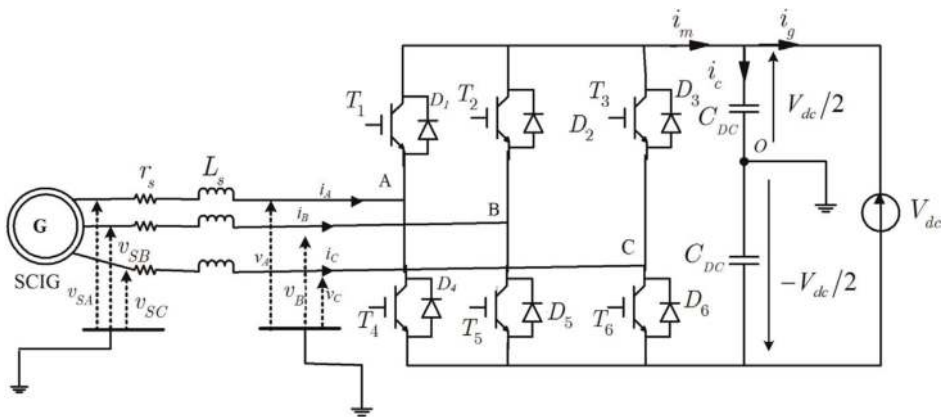 i_m
i_g
T_1
D_1
T_2
T_3
D_3
D_2
i_c
C_DC
V_dc/2
O
r_s
L_s
A
i_A
G
SCIG
B
i_B
V_dc
v_SB
C
i_C
v_A
C_DC
-V_dc/2
v_SA
v_SC
v_B
v_C
D_4
T_4
T_5
D_5
T_6
D_6